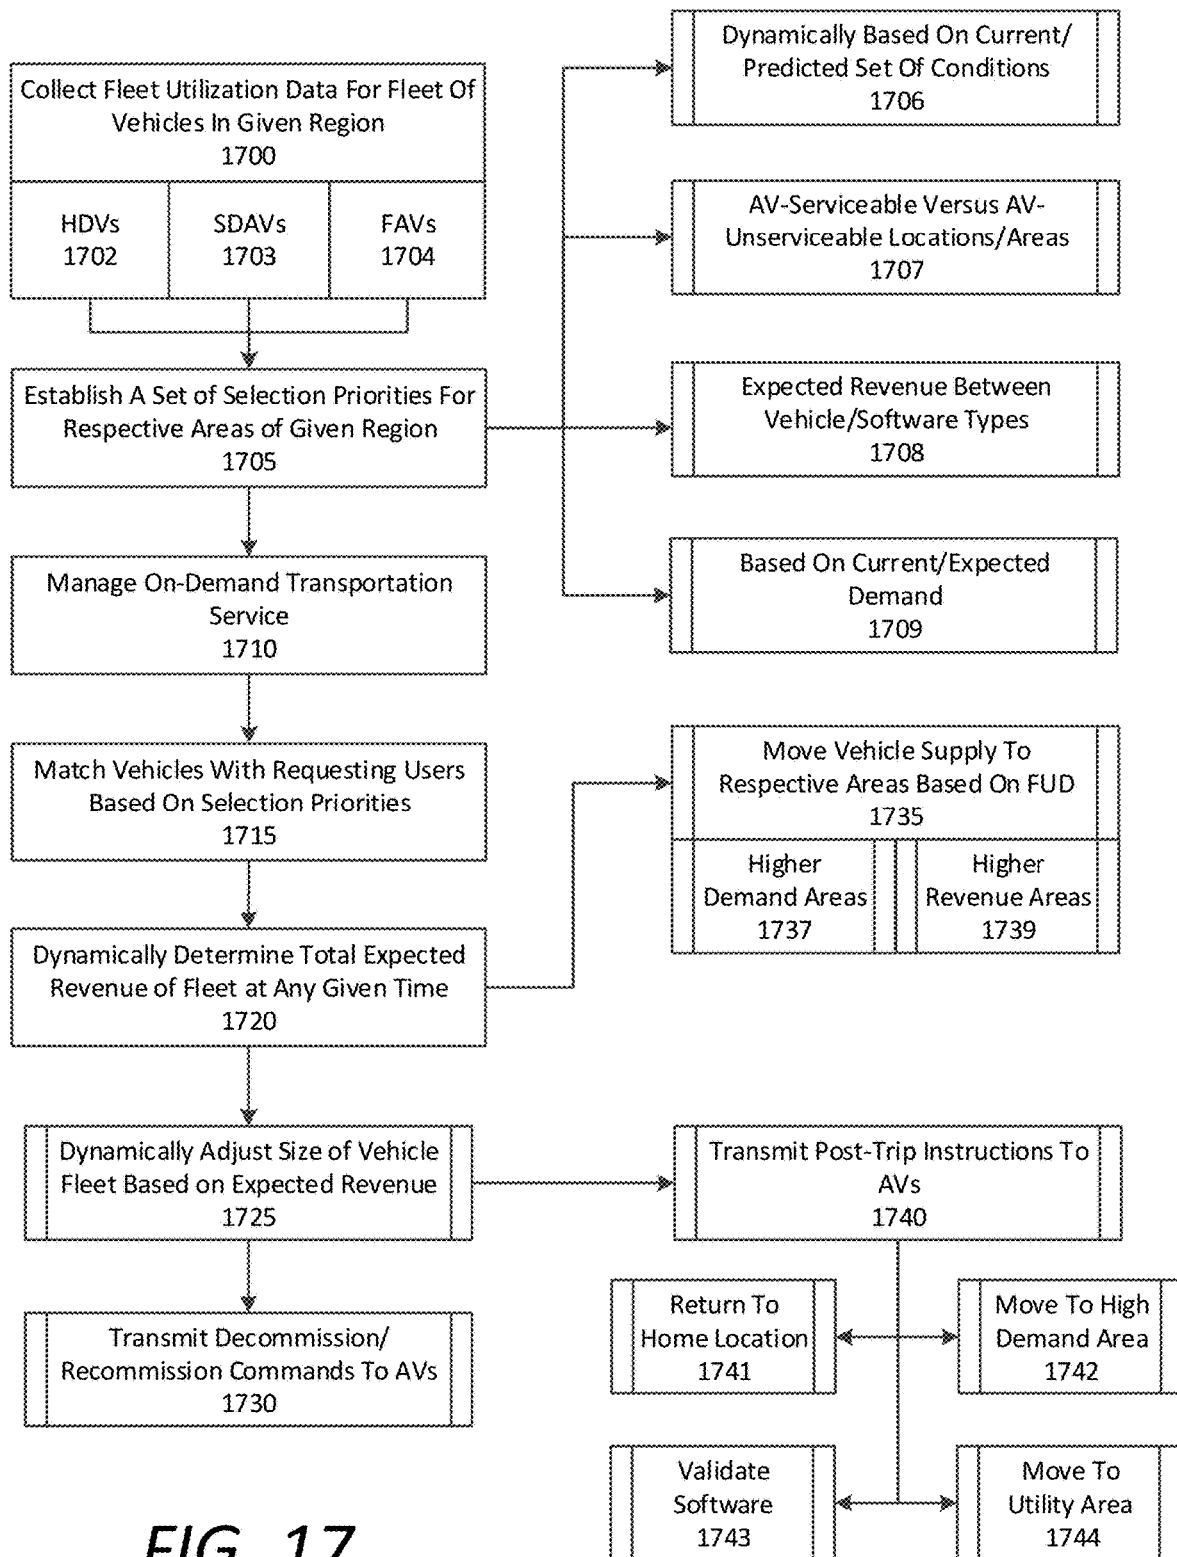 Collect Fleet Utilization Data For Fleet Of
Vehicles In Given Region
1700
HDVs
1702
SDAVs
1703
FAVs
1704
Establish A Set of Selection Priorities For
Respective Areas of Given Region
1705
Dynamically Based On Current/
Predicted Set Of Conditions
1706
AV-Serviceable Versus AV-
Unserviceable Locations/Areas
1707
Expected Revenue Between
Vehicle/Software Types
1708
Based On Current/Expected
Demand
1709
Manage On-Demand Transportation
Service
1710
Match Vehicles With Requesting Users
Based On Selection Priorities
1715
Dynamically Determine Total Expected
Revenue of Fleet at Any Given Time
1720
Move Vehicle Supply To
Respective Areas Based On FUD
1735
Higher
Demand Areas
1737
Higher
Revenue Areas
1739
Dynamically Adjust Size of Vehicle
Fleet Based on Expected Revenue
1725
Transmit Decommission/
Recommission Commands To AVs
1730
Transmit Post-Trip Instructions To
AVs
1740
Return To
Home Location
1741
Move To High
Demand Area
1742
Validate
Software
1743
Move To
Utility Area
1744
FIG. 17